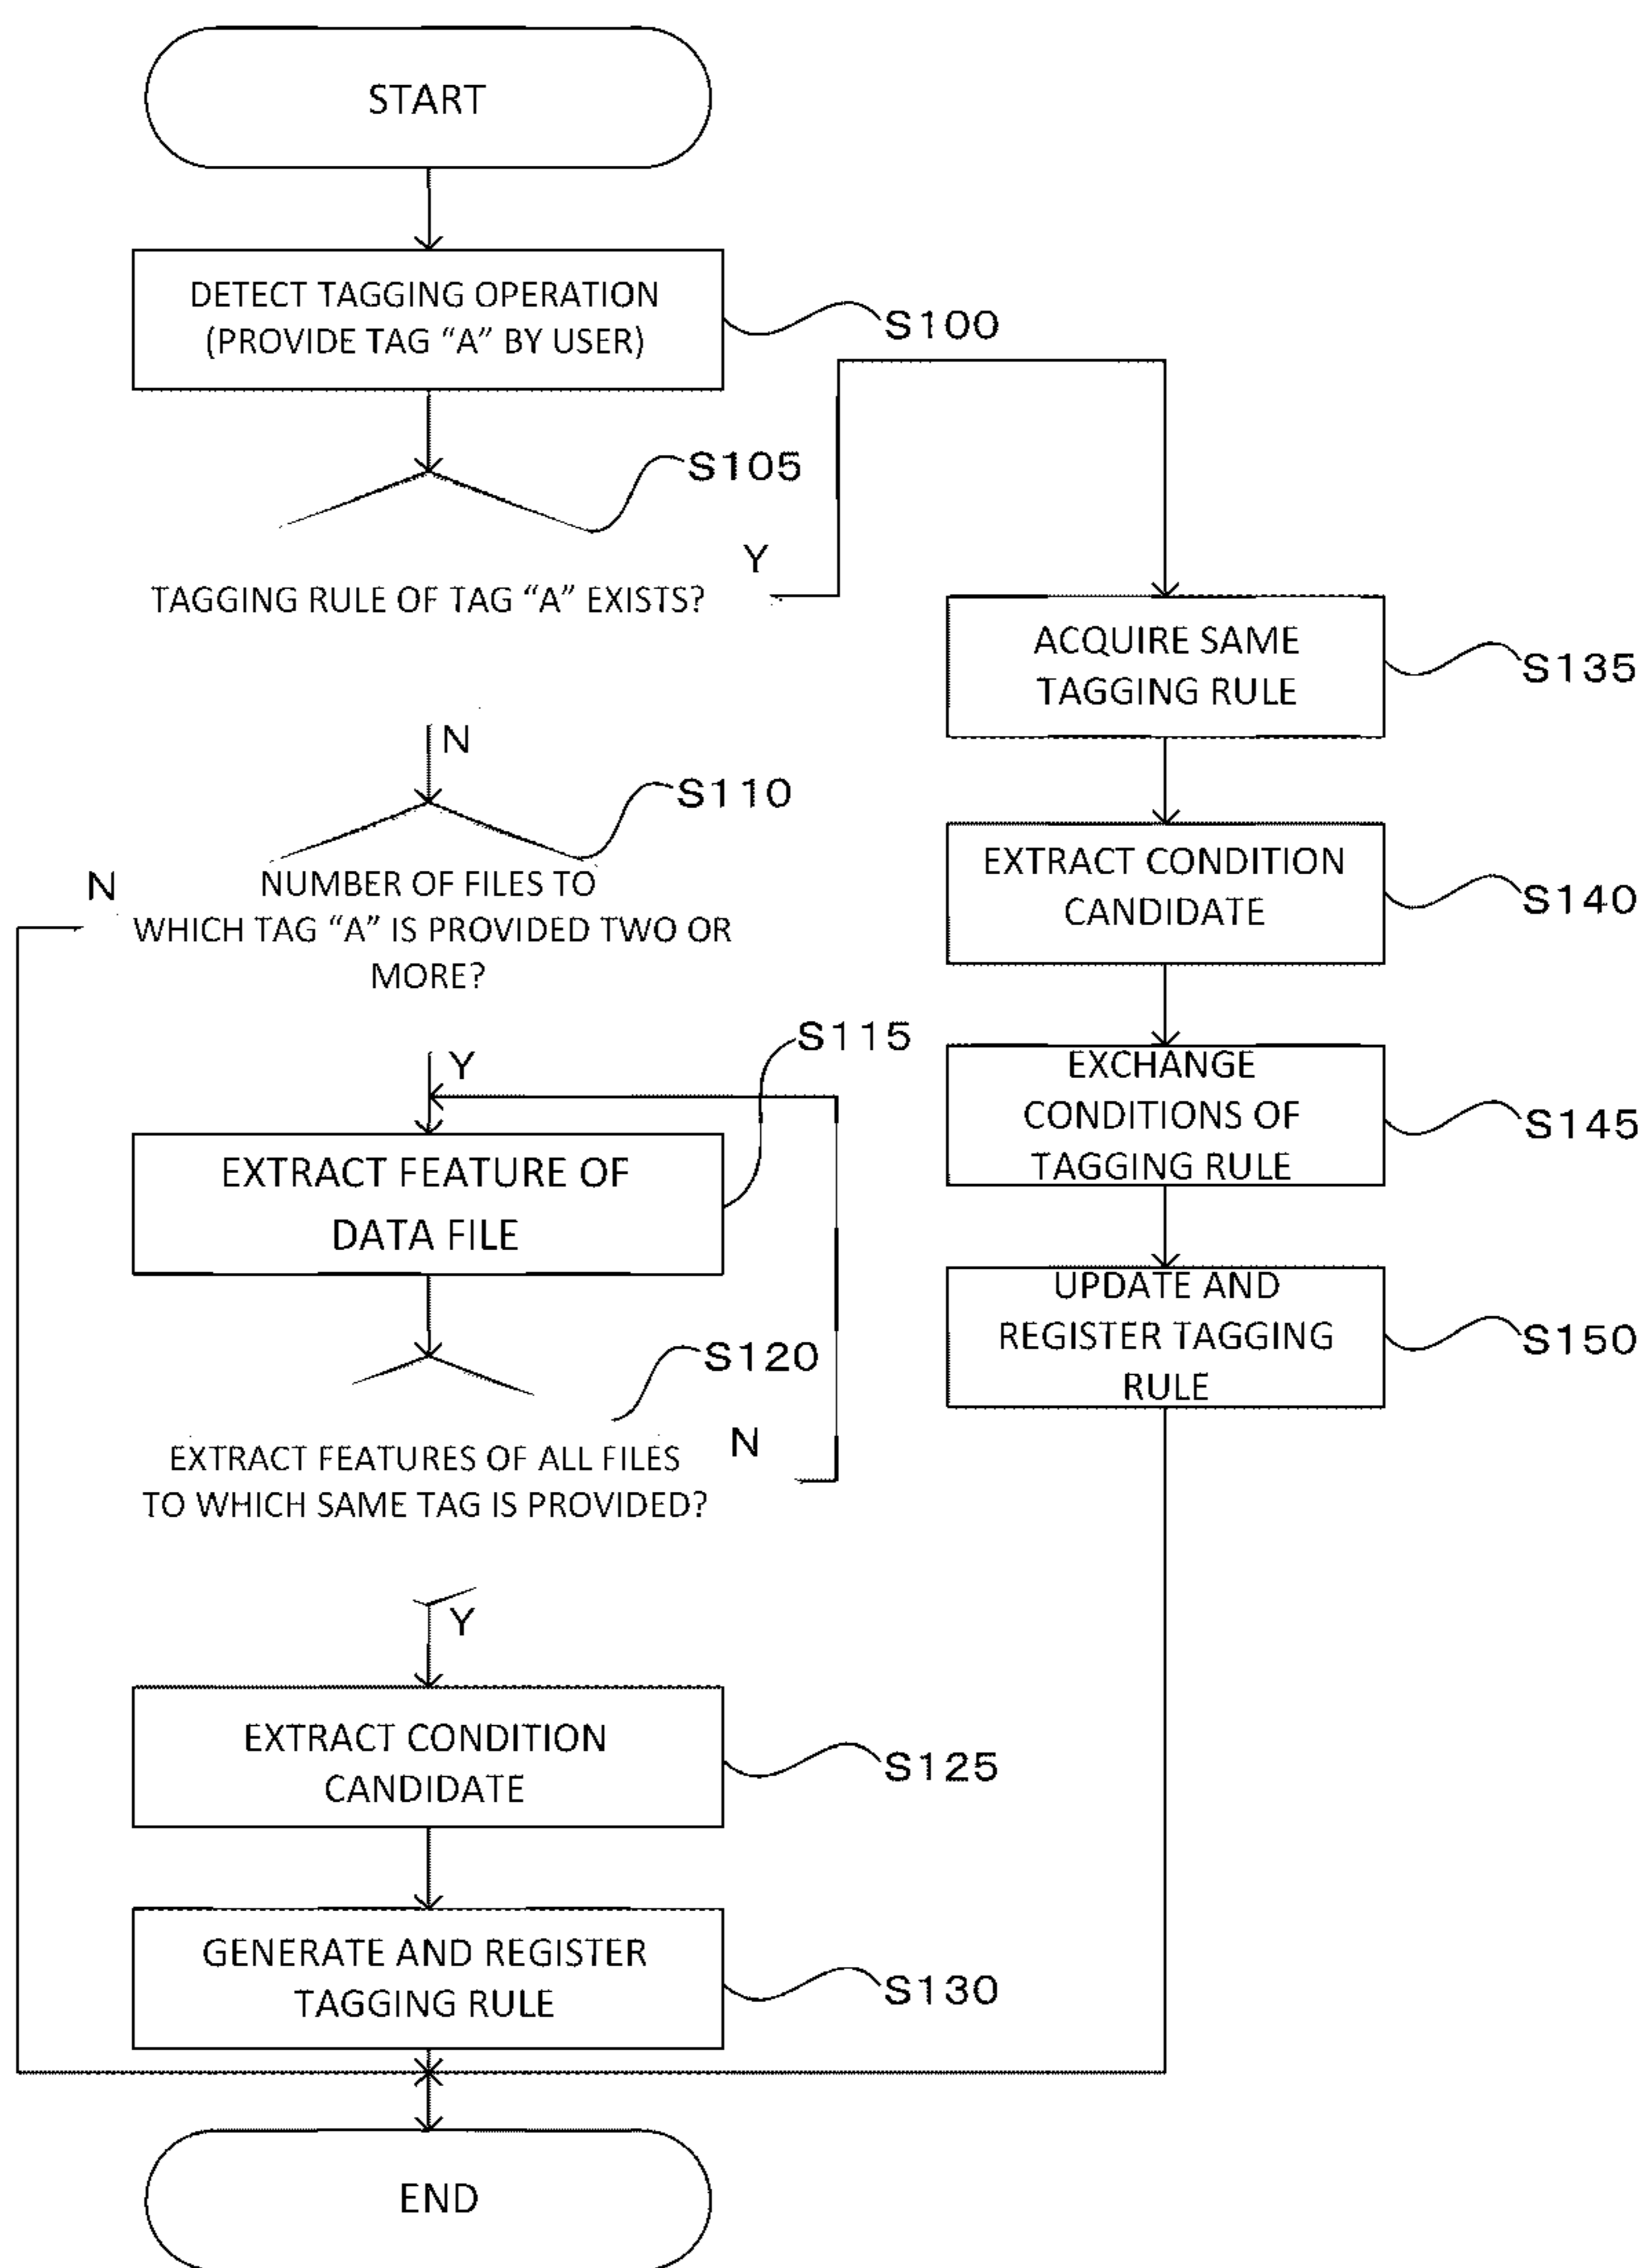 START
DETECT TAGGING OPERATION
(PROVIDE TAG “A” BY USER)
S100
S105
Y
TAGGING RULE OF TAG “A” EXISTS?
N
S110
N
NUMBER OF FILES TO
WHICH TAG “A” IS PROVIDED TWO OR
MORE?
Y
S115
EXTRACT FEATURE OF
DATA FILE
S120
N
EXTRACT FEATURES OF ALL FILES
TO WHICH SAME TAG IS PROVIDED?
Y
EXTRACT CONDITION
CANDIDATE
S125
GENERATE AND REGISTER
TAGGING RULE
S130
ACQUIRE SAME
TAGGING RULE
S135
EXTRACT CONDITION
CANDIDATE
S140
EXCHANGE
CONDITIONS OF
TAGGING RULE
S145
UPDATE AND
REGISTER TAGGING
RULE
S150
END